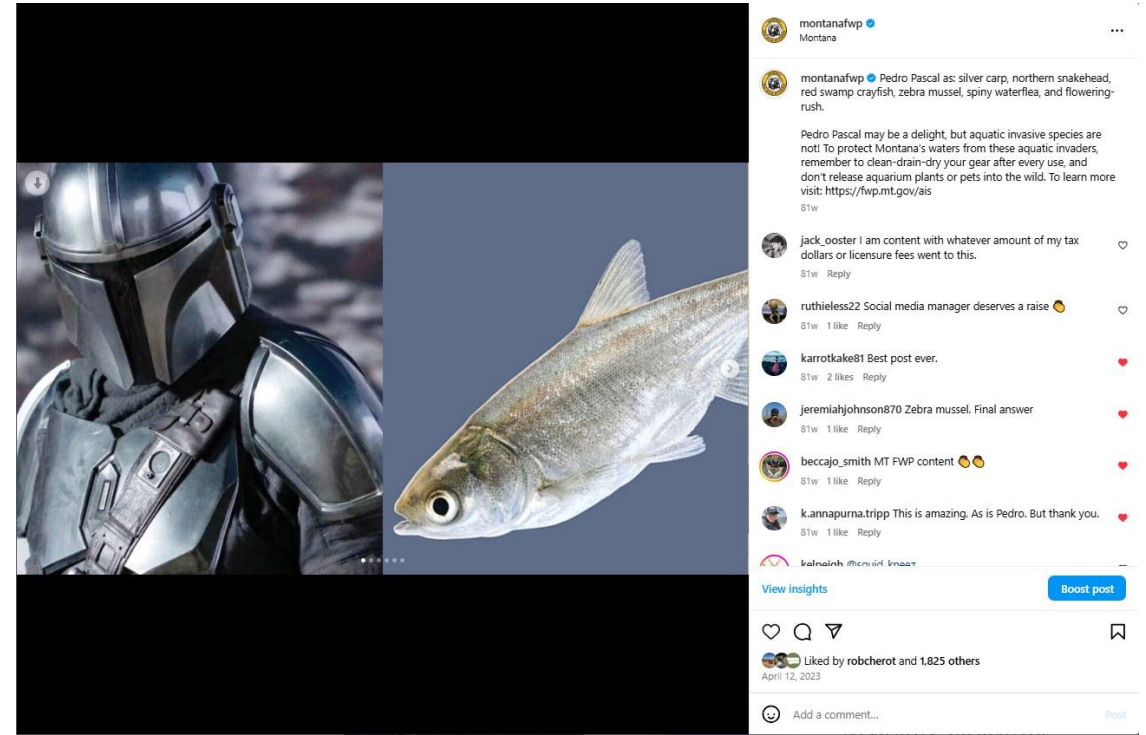 montanafwp
Montana
montanafwp Pedro Pascal as: silver carp, northern snakehead,
red swamp crayfish, zebra mussel, spiny waterflea, and flowering-
rush.
Pedro Pascal may be a delight, but aquatic invasive species are
not! To protect Montana's waters from these aquatic invaders,
remember to clean-drain-dry your gear after every use, and
don't release aquarium plants or pets into the wild. To learn more
visit: https://fwp.mt.gov/ais
81w
jack_ooster I am content with whatever amount of my tax
dollars or licensure fees went to this.
81w Reply
ruthieless22 Social media manager deserves a raise 👏
81w 1 like Reply
karrotkake81 Best post ever.
81w 2 likes Reply
jeremiahjohnson870 Zebra mussel. Final answer
81w 1 like Reply
beccajo_smith MT FWP content 👏👏
81w 1 like Reply
k.annapurna.tripp This is amazing. As is Pedro. But thank you.
81w 1 like Reply
kelpeigh @squid_kneez
View insights
Boost post
Liked by robcherot and 1,825 others
April 12, 2023
Add a comment...
Post